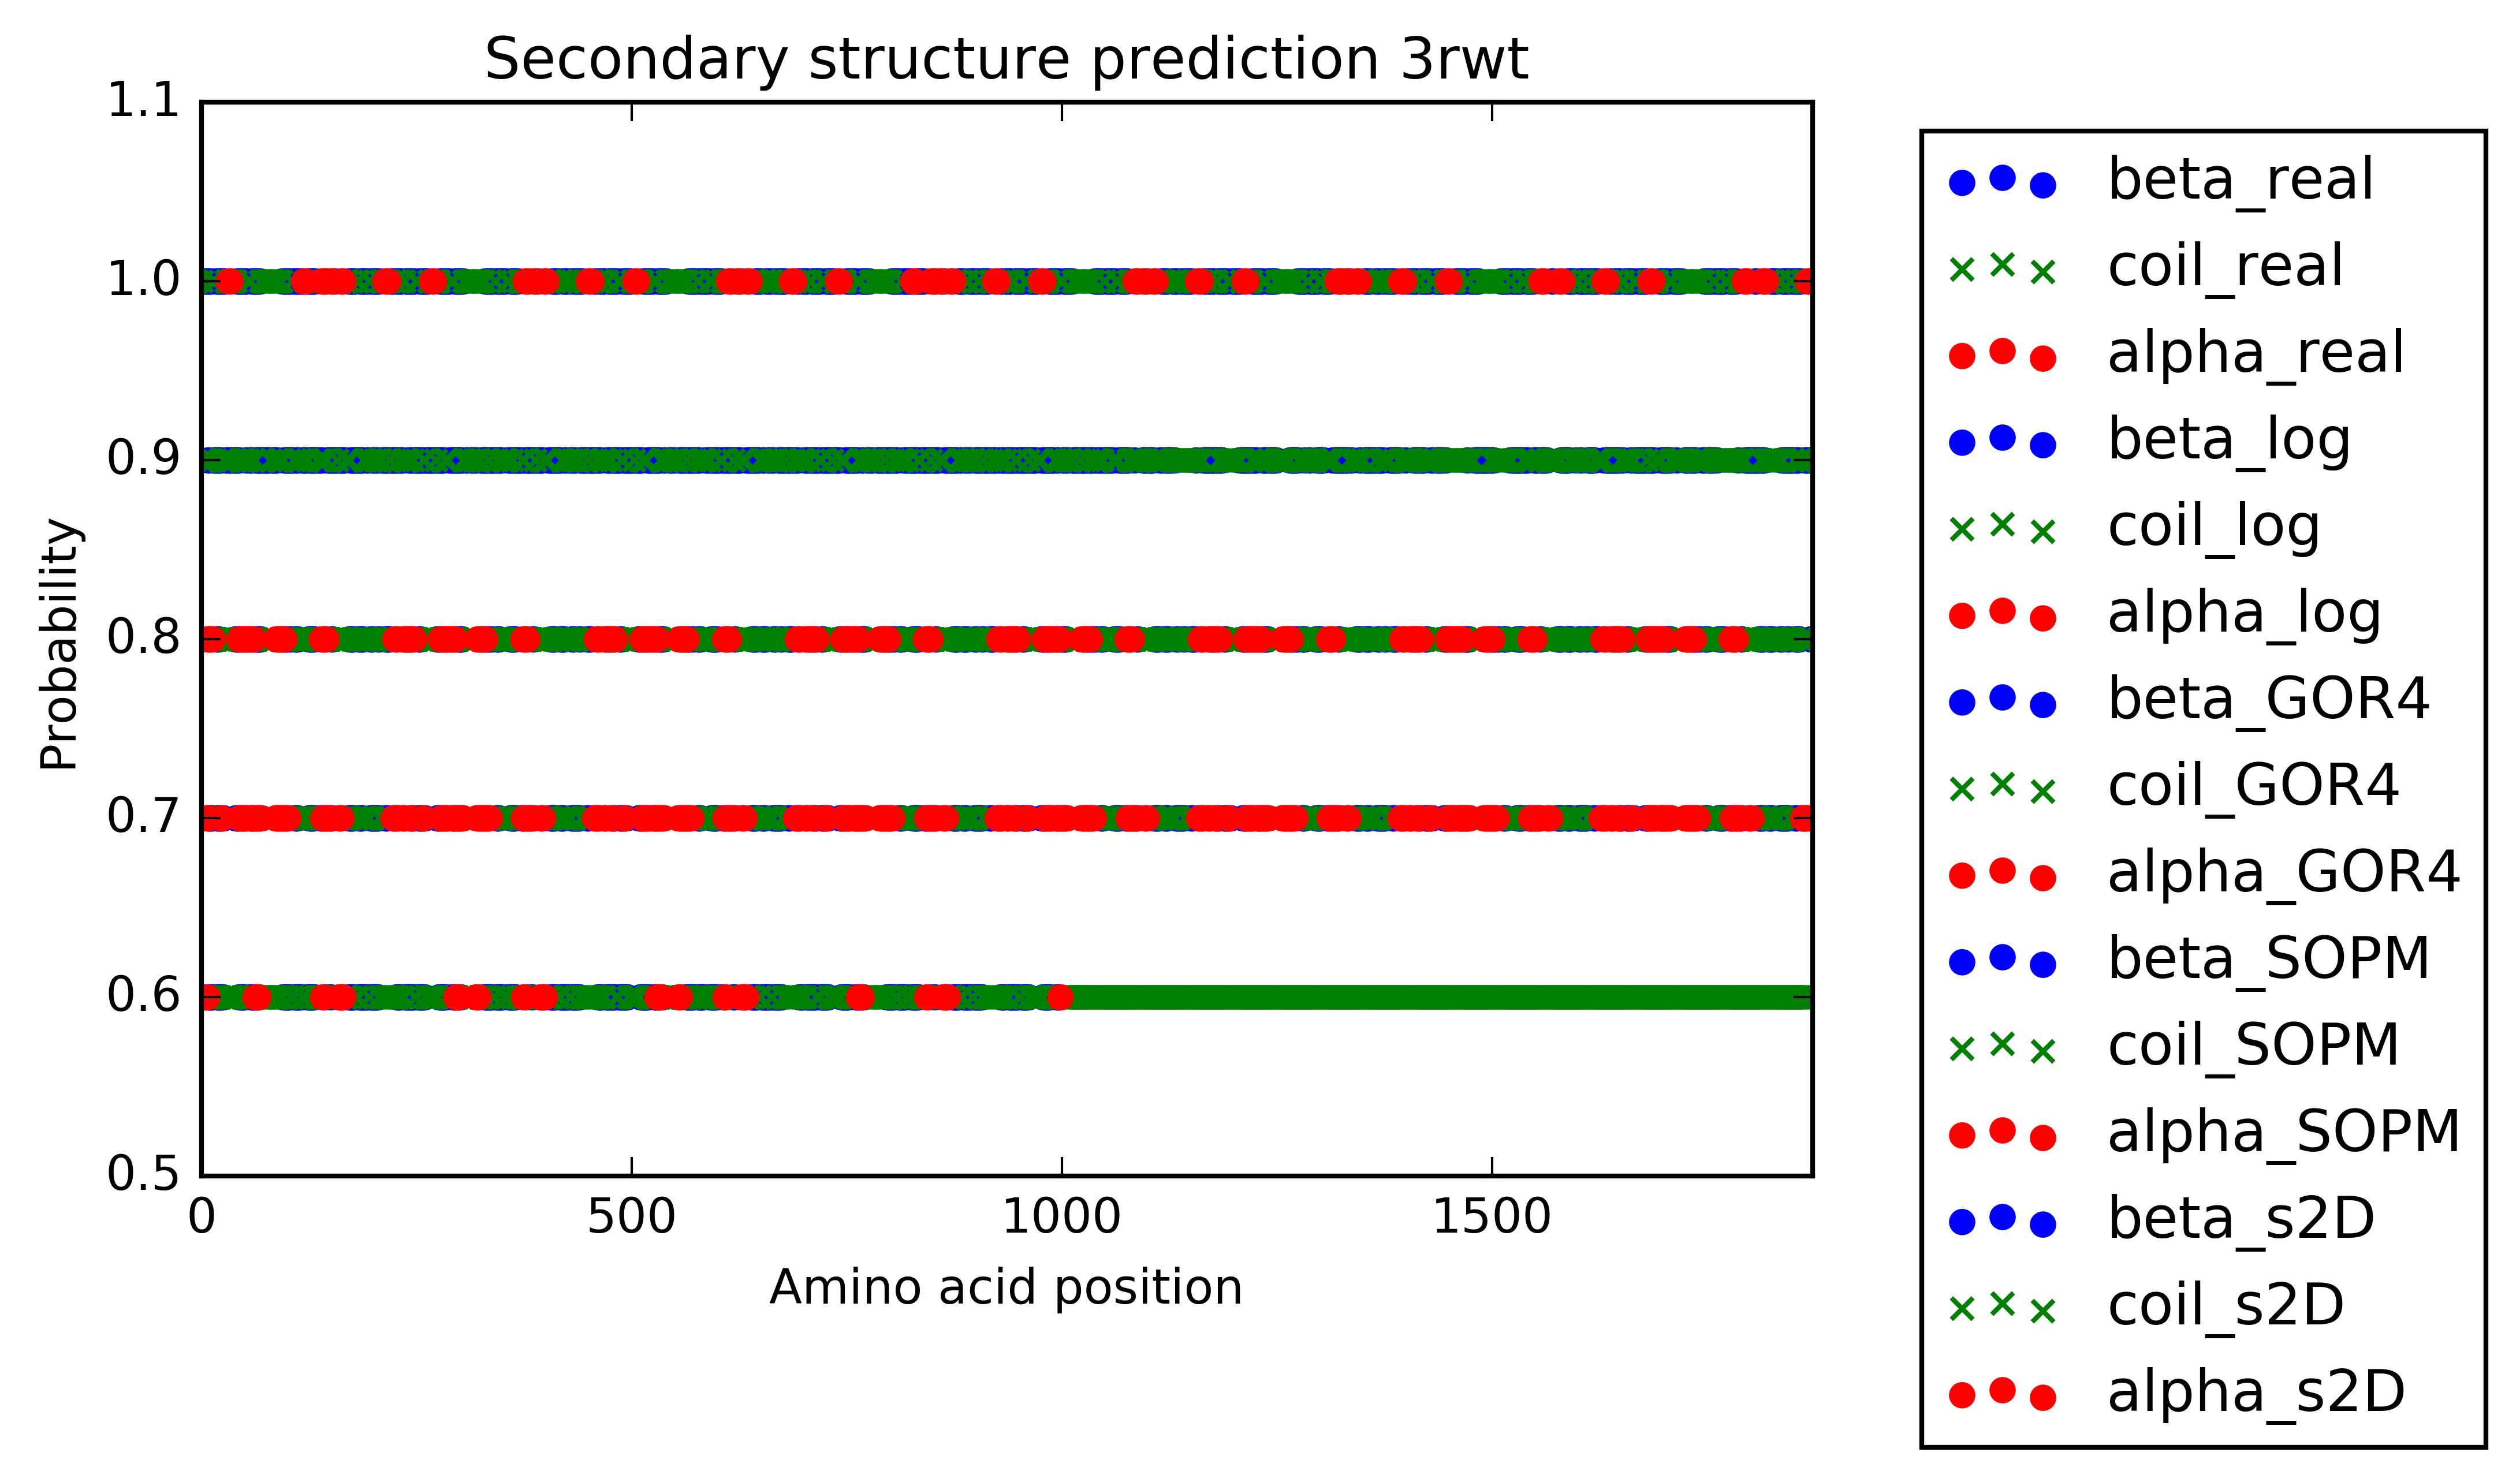 Secondary structure prediction 3rwt
1.1
1.0
0.9
0.8
0.7
0.6
0.5
Probability
0
500
1000
1500
Amino acid position
beta_real
coil_real
alpha_real
beta_log
coil_log
alpha_log
beta_GOR4
coil_GOR4
alpha_GOR4
beta_SOPM
coil_SOPM
alpha_SOPM
beta_s2D
coil_s2D
alpha_s2D